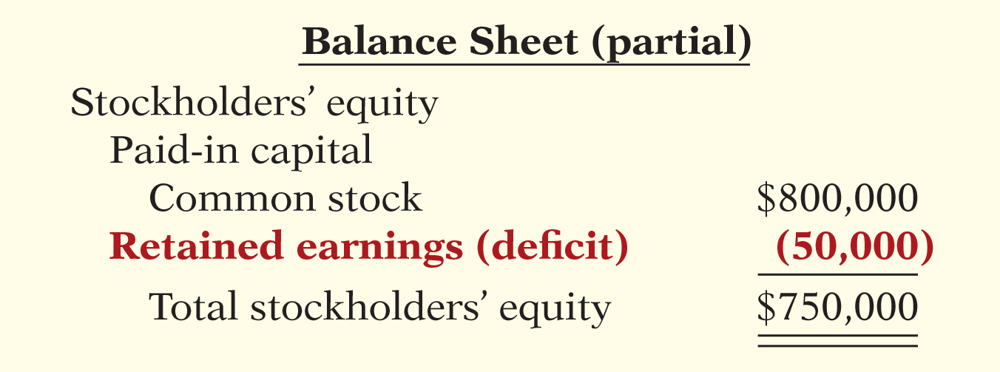 Balance Sheet (partial)
Stockholders’ equity
Paid-in capital
Common stock $800,000
Retained earnings (deficit) (50,000)
Total stockholders’ equity $750,000